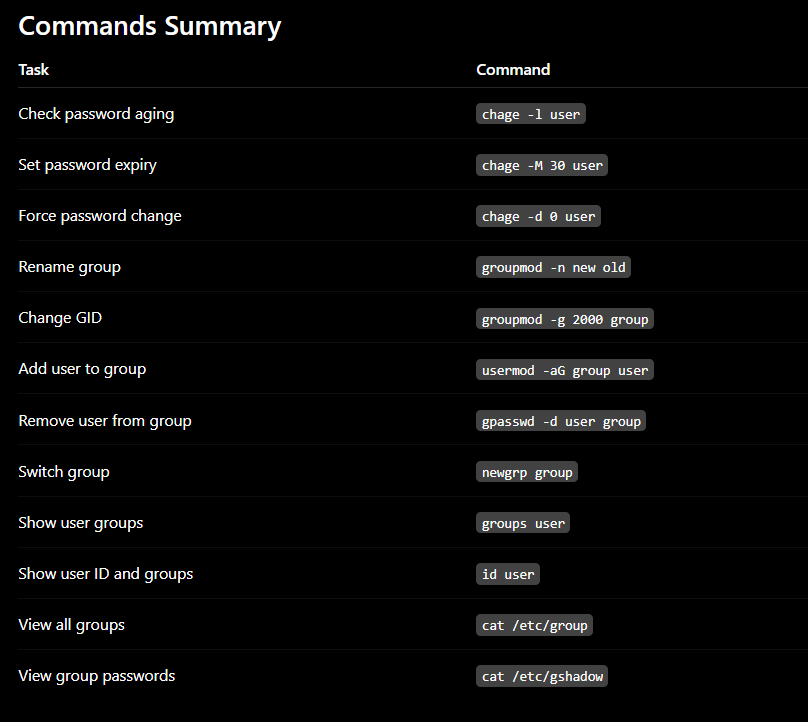 Commands Summary
Task Command
Check password aging chage -l user
Set password expiry chage -M 30 user
Force password change chage -d 0 user
Rename group groupmod -n new old
Change GID groupmod -g 2000 group
Add user to group usermod -aG group user
Remove user from group gpasswd -d user group
Switch group newgrp group
Show user groups groups user
Show user ID and groups id user
View all groups cat /etc/group
View group passwords cat /etc/gshadow